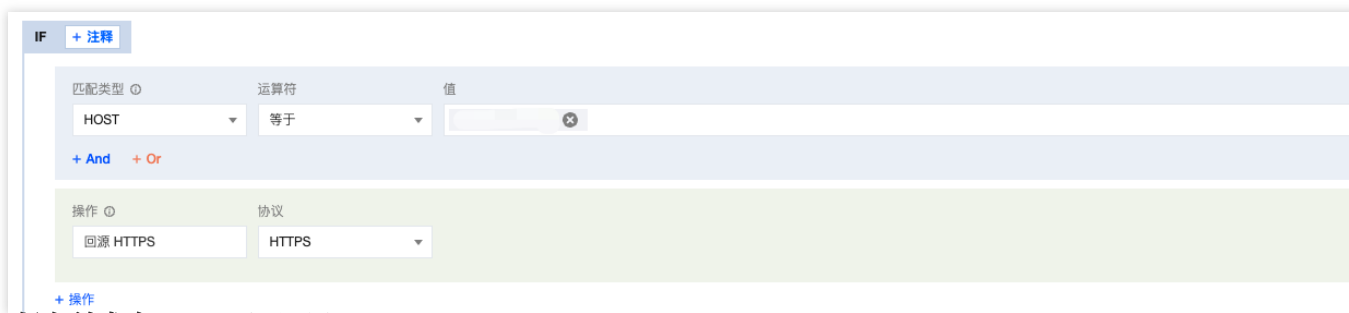 IF + 注释
匹配类型 运算符 值
HOST 等于
+ And + Or
操作 协议
回源 HTTPS HTTPS
+ 操作